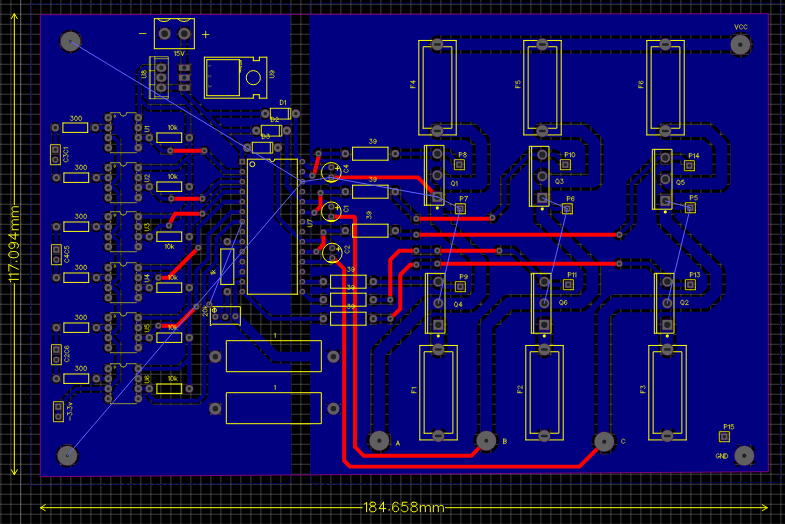 VCC
− +
15V
U8
U9
D1
D2
D3
F4
F5
F6
300
U1
10k
C3C1
39
C4
P8
Q1
P10
Q3
P14
Q5
300
U2
10k
39
C1
P7
P6
P5
U7
300
U3
10k
39
C4C5
C2
117.094mm
1k
300
U4
10k
39
39
39
P9
Q4
P11
Q6
P13
Q2
20k
300
U5
10k
C2C6
1
300
U6
10k
1
F1
F2
F3
-3.3v
A
B
C
P15
GND
184.658mm